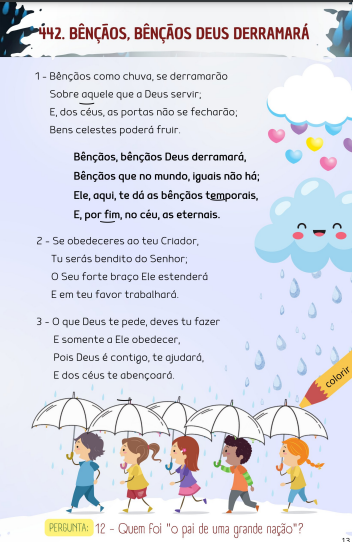 442. BÊNÇÃOS, BÊNÇÃOS DEUS DERRAMARÁ
1 - Bênçãos como chuva, se derramarão
Sobre aquele que a Deus servir;
E, dos céus, as portas não se fecharão;
Bens celestes poderá fruir.
Bênçãos, bênçãos Deus derramará,
Bênçãos que no mundo, iguais não há;
Ele, aqui, te dá as bênçãos temporais,
E, por fim, no céu, as eternais.
2 - Se obedeceres ao teu Criador,
Tu serás bendito do Senhor;
O Seu forte braço Ele estenderá
E em teu favor trabalhará.
3 - O que Deus te pede, deves tu fazer
E somente a Ele obedecer,
Pois Deus é contigo, te ajudará,
E dos céus te abençoará.
colorir
PERGUNTA: 12 - Quem foi "o pai de uma grande nação"?
13